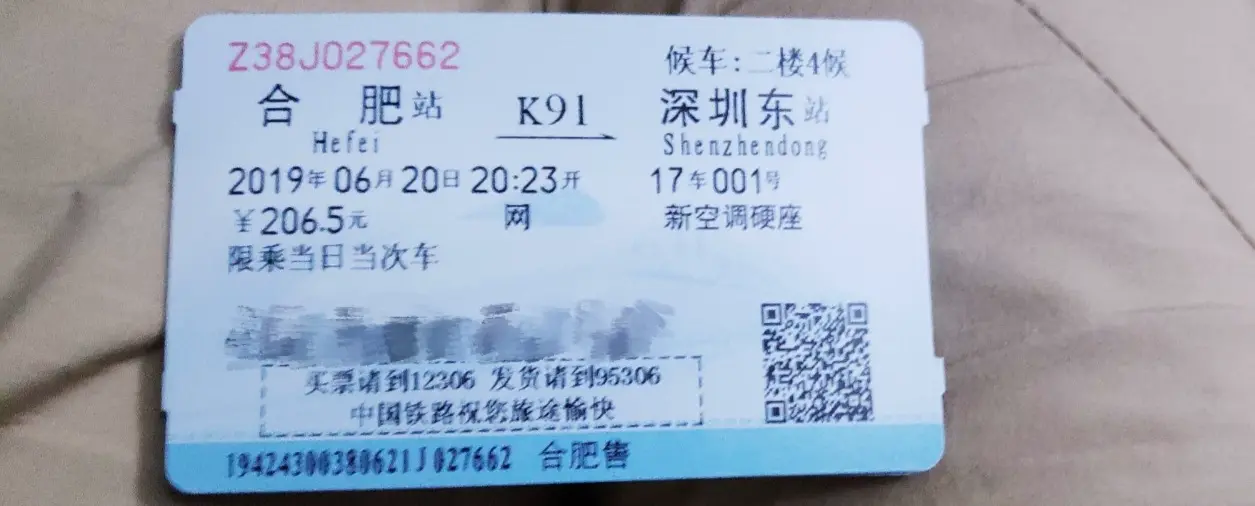 Z38J027662 候车:二楼4候
合肥站 K91 深圳东站
Hefei Shenzhendong
2019年06月20日20:23开 17车001号
￥206.5元 网 新空调硬座
限乘当日当次车
买票请到12306 发货请到95306
中国铁路祝您旅途愉快
19424300380621J027662 合肥售